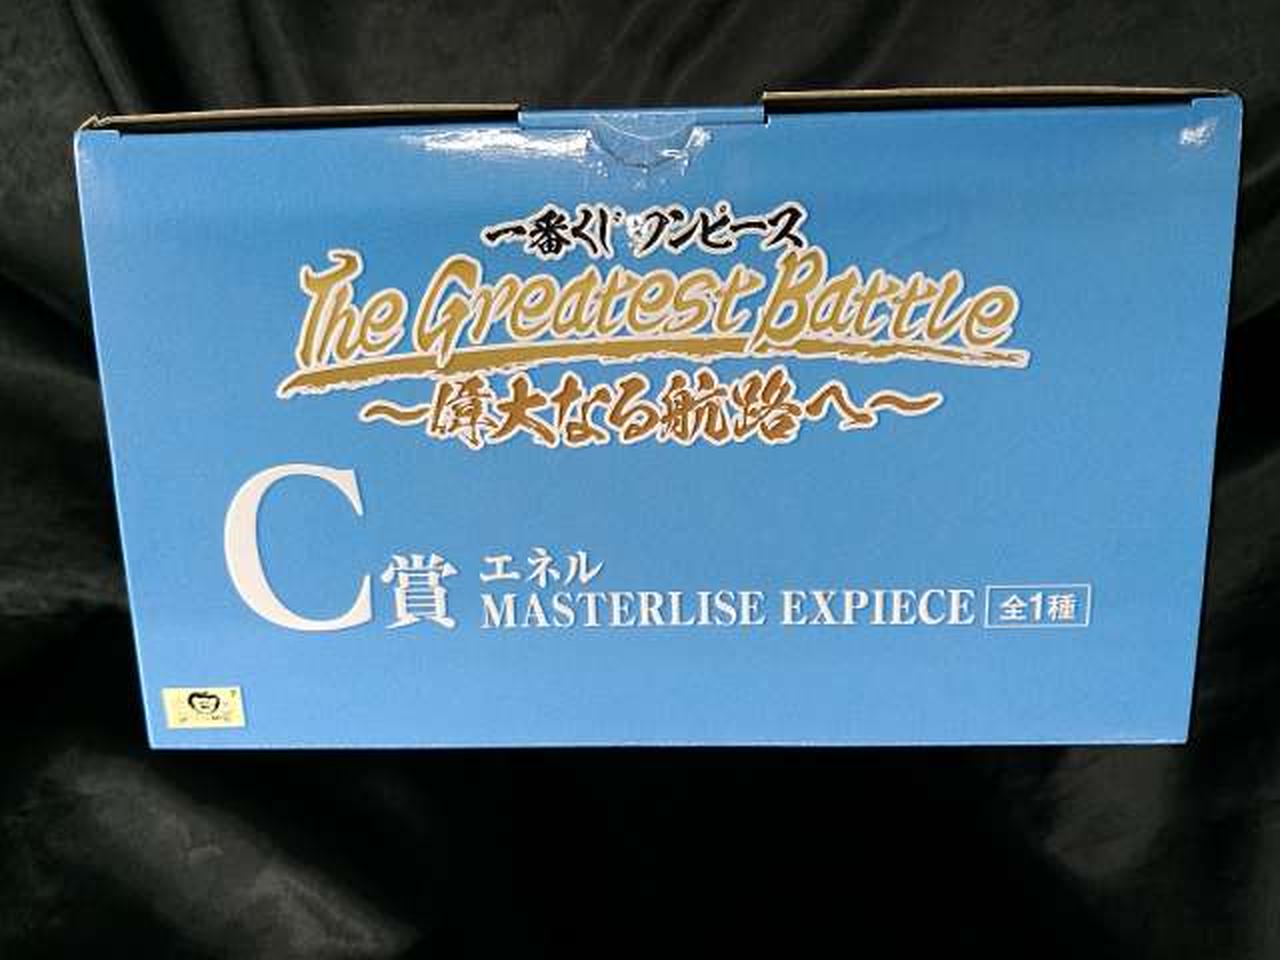 一番くじ ワンピース
The Greatest Battle
～偉大なる航路へ～
C賞
エネル
MASTERLISE EXPIECE 全1種